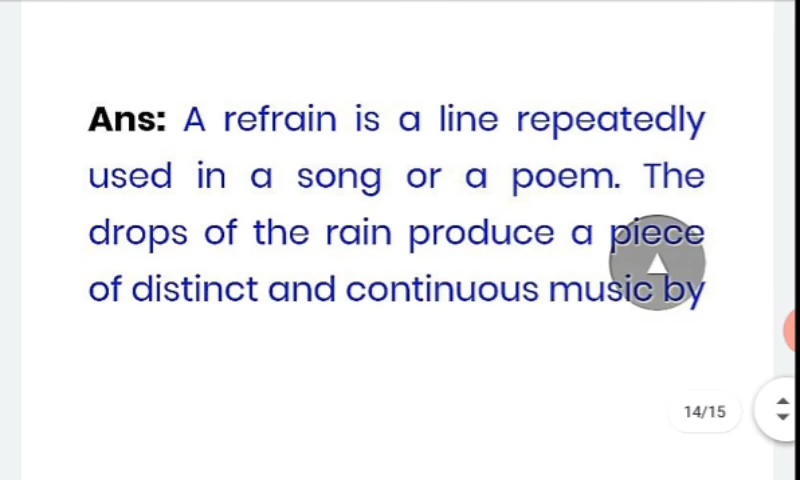 Ans: A refrain is a line repeatedly
used in a song or a poem. The
drops of the rain produce a piece
of distinct and continuous music by
14/15